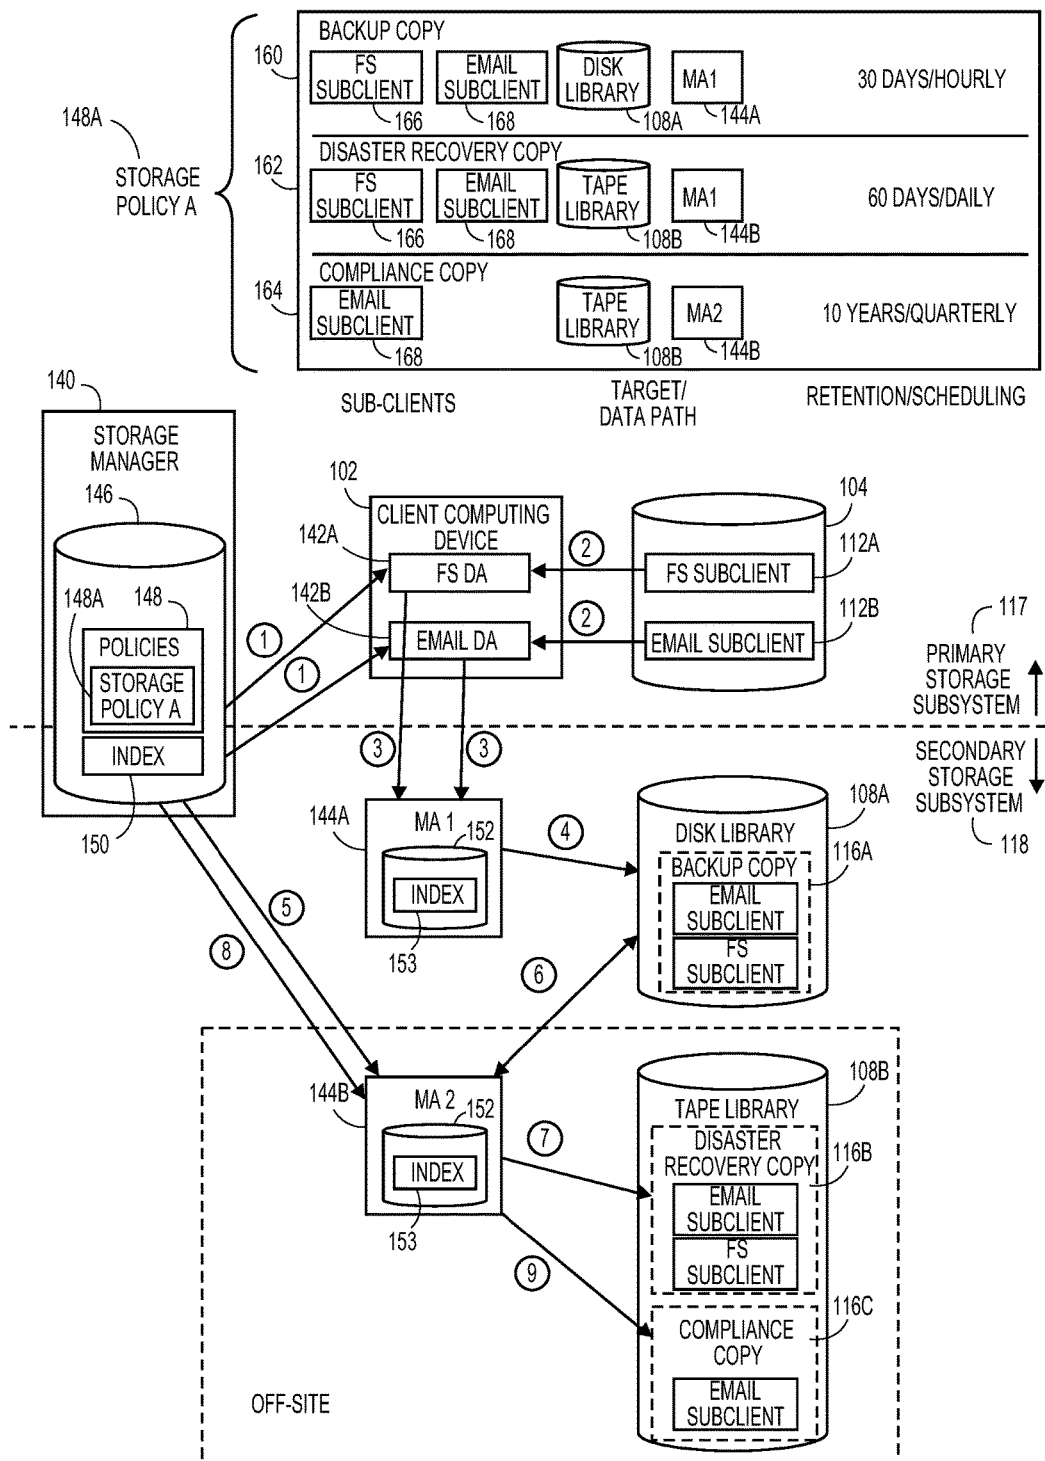 BACKUP COPY
160
FS SUBCLIENT
EMAIL SUBCLIENT
DISK LIBRARY
MA1
30 DAYS/HOURLY
166
168
108A
144A
148A
STORAGE POLICY A
DISASTER RECOVERY COPY
162
FS SUBCLIENT
EMAIL SUBCLIENT
TAPE LIBRARY
MA1
60 DAYS/DAILY
166
168
108B
144B
COMPLIANCE COPY
164
EMAIL SUBCLIENT
TAPE LIBRARY
MA2
10 YEARS/QUARTERLY
168
108B
144B
SUB-CLIENTS
TARGET/
DATA PATH
RETENTION/SCHEDULING
140
STORAGE
MANAGER
146
148A
148
POLICIES
STORAGE
POLICY A
INDEX
150
102
CLIENT COMPUTING
DEVICE
142A
FS DA
142B
EMAIL DA
104
112A
FS SUBCLIENT
112B
EMAIL SUBCLIENT
1
1
2
2
117
PRIMARY
STORAGE
SUBSYSTEM
SECONDARY
STORAGE
SUBSYSTEM
118
3
3
144A
MA 1
152
INDEX
153
4
108A
DISK LIBRARY
116A
BACKUP COPY
EMAIL
SUBCLIENT
FS
SUBCLIENT
5
8
6
144B
MA 2
152
INDEX
153
7
9
108B
TAPE LIBRARY
DISASTER
RECOVERY COPY
116B
EMAIL
SUBCLIENT
FS
SUBCLIENT
116C
COMPLIANCE
COPY
EMAIL
SUBCLIENT
OFF-SITE